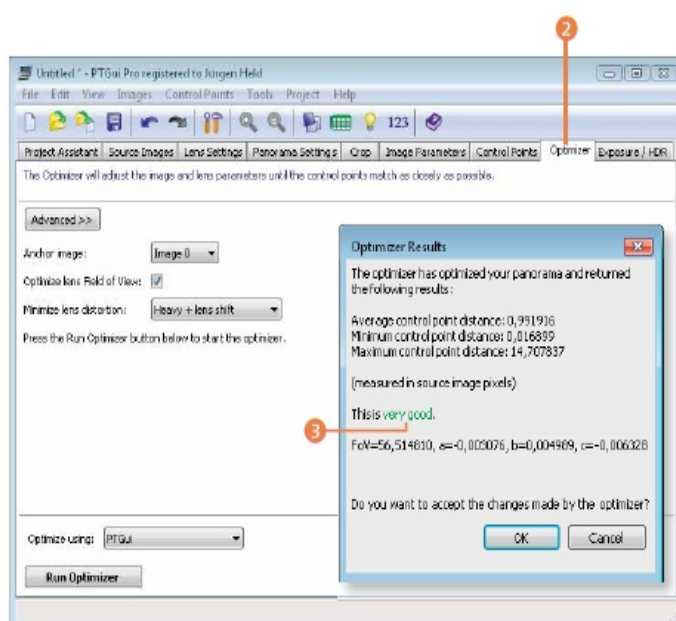 2
Untitled * - PTGui Pro registered to Jürgen Held
File Edit View Images Control Points Tools Project Help
123
Project Assistant Source Images Lens Settings Panorama Settings Crop Image Parameters Control Points Optimizer Exposure / HDR
The Optimizer will adjust the image and lens parameters until the control points match as closely as possible.
Advanced >>
Anchor image: Image 0
Optimize lens Field of View:
Minimize lens distortion: Heavy + lens shift
Press the Run Optimizer button below to start the optimizer.
Optimizer Results
The optimizer has optimized your panorama and returned
the following results:
Average control point distance: 0,991916
Minimum control point distance: 0,016899
Maximum control point distance: 14,707837
(measured in source image pixels)
This is very good.
3
FoV=56,514810, a=-0,003076, b=0,004989, c=-0,006328
Do you want to accept the changes made by the optimizer?
OK Cancel
Optimize using: PTGui
Run Optimizer